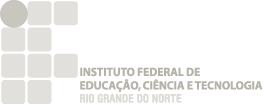 INSTITUTO FEDERAL DE
EDUCAÇÃO, CIÊNCIA E TECNOLOGIA
RIO GRANDE DO NORTE